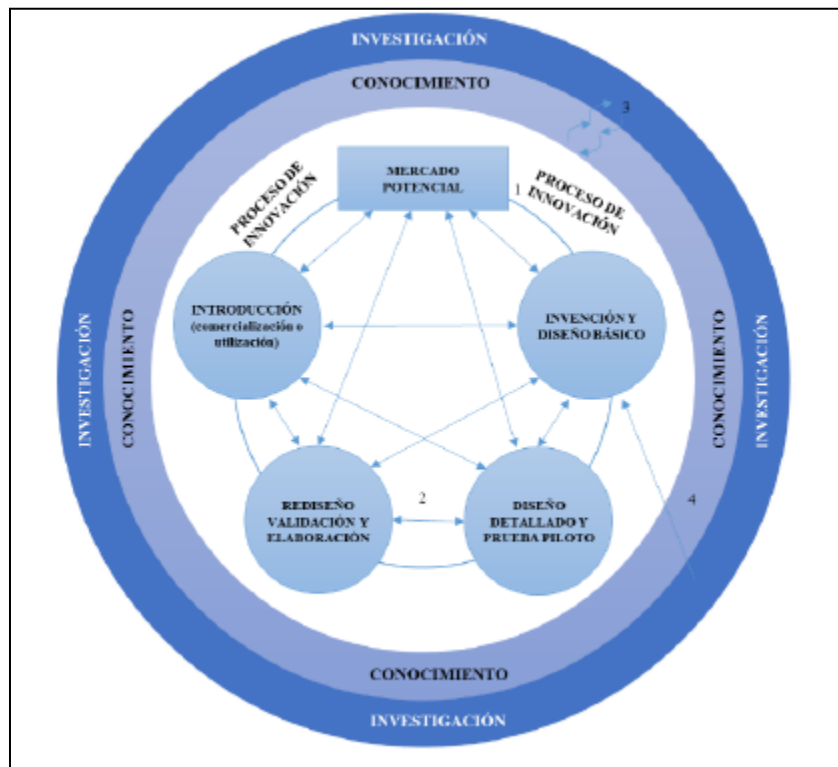 INVESTIGACIÓN
CONOCIMIENTO
3
MERCADO
POTENCIAL
PROCESO DE
INNOVACIÓN
1
PROCESO DE
INNOVACIÓN
INTRODUCCIÓN
(comercialización o
utilización)
INVENCIÓN Y
DISEÑO BÁSICO
INVESTIGACIÓN
CONOCIMIENTO
CONOCIMIENTO
INVESTIGACIÓN
REDISEÑO
VALIDACIÓN Y
ELABORACIÓN
2
DISEÑO
DETALLADO Y
PRUEBA PILOTO
4
CONOCIMIENTO
INVESTIGACIÓN